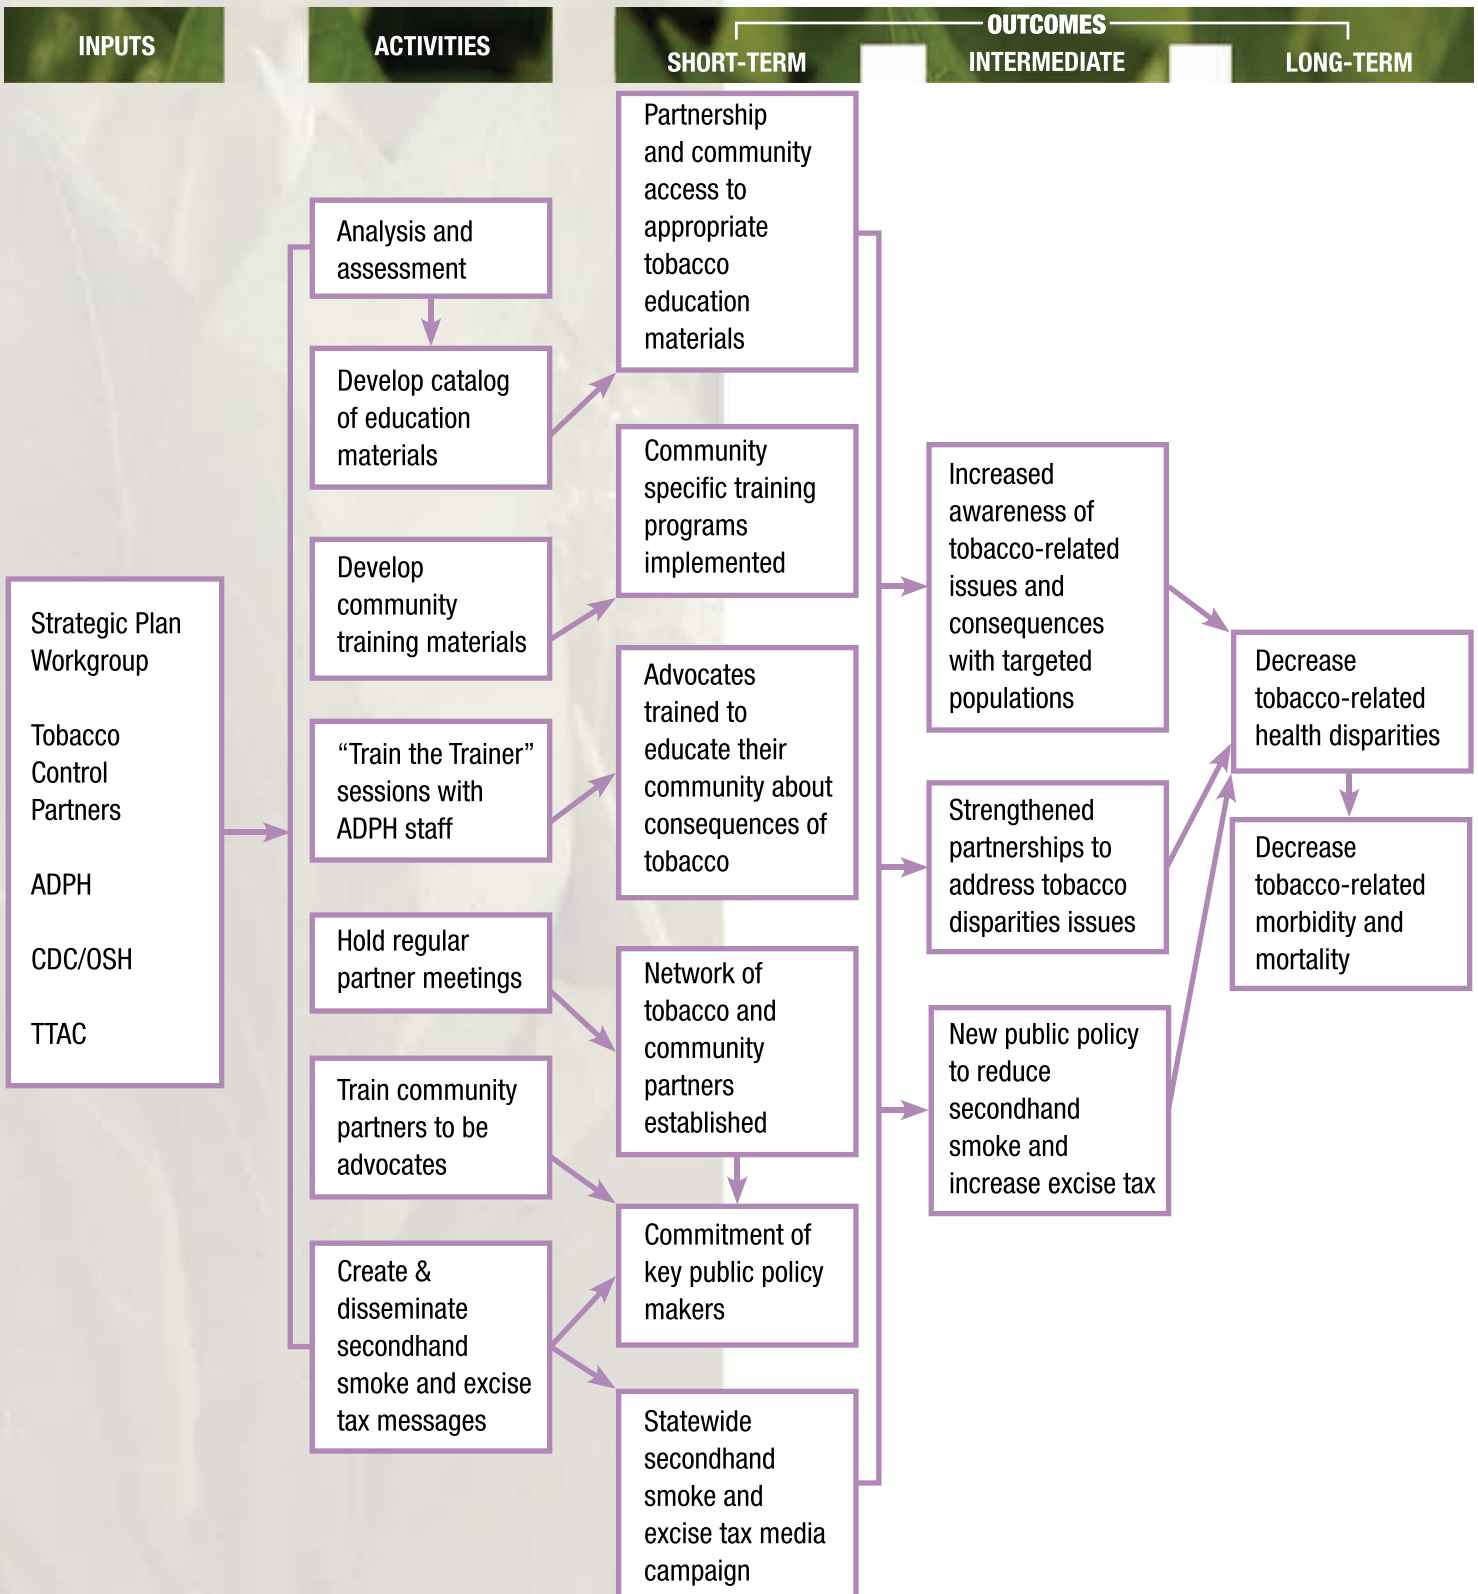 INPUTS
ACTIVITIES
OUTCOMES
SHORT-TERM
INTERMEDIATE
LONG-TERM
Strategic Plan
Workgroup
Tobacco
Control
Partners
ADPH
CDC/OSH
TTAC
Analysis and
assessment
Develop catalog
of education
materials
Develop
community
training materials
“Train the Trainer”
sessions with
ADPH staff
Hold regular
partner meetings
Train community
partners to be
advocates
Create &
disseminate
secondhand
smoke and excise
tax messages
Partnership
and community
access to
appropriate
tobacco
education
materials
Community
specific training
programs
implemented
Advocates
trained to
educate their
community about
consequences of
tobacco
Network of
tobacco and
community
partners
established
Commitment of
key public policy
makers
Statewide
secondhand
smoke and
excise tax media
campaign
Increased
awareness of
tobacco-related
issues and
consequences
with targeted
populations
Strengthened
partnerships to
address tobacco
disparities issues
New public policy
to reduce
secondhand
smoke and
increase excise tax
Decrease
tobacco-related
health disparities
Decrease
tobacco-related
morbidity and
mortality